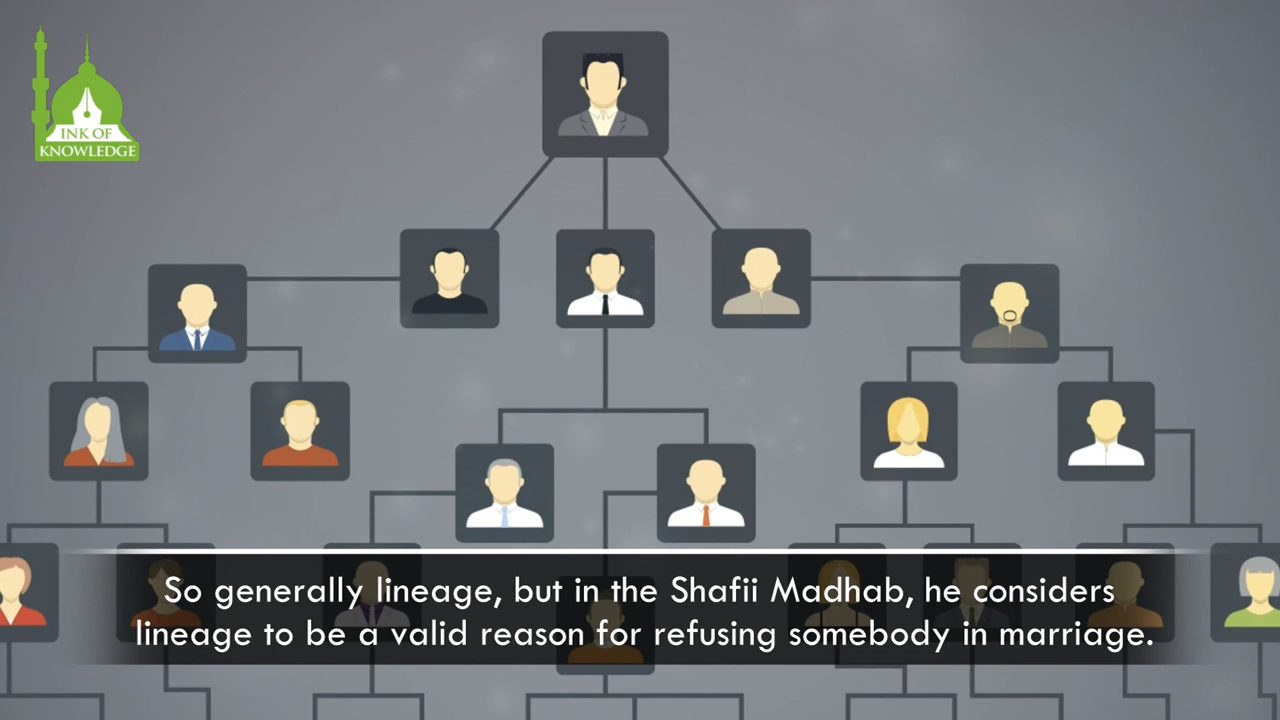 INK OF
KNOWLEDGE
So generally lineage, but in the Shafii Madhab, he considers
lineage to be a valid reason for refusing somebody in marriage.